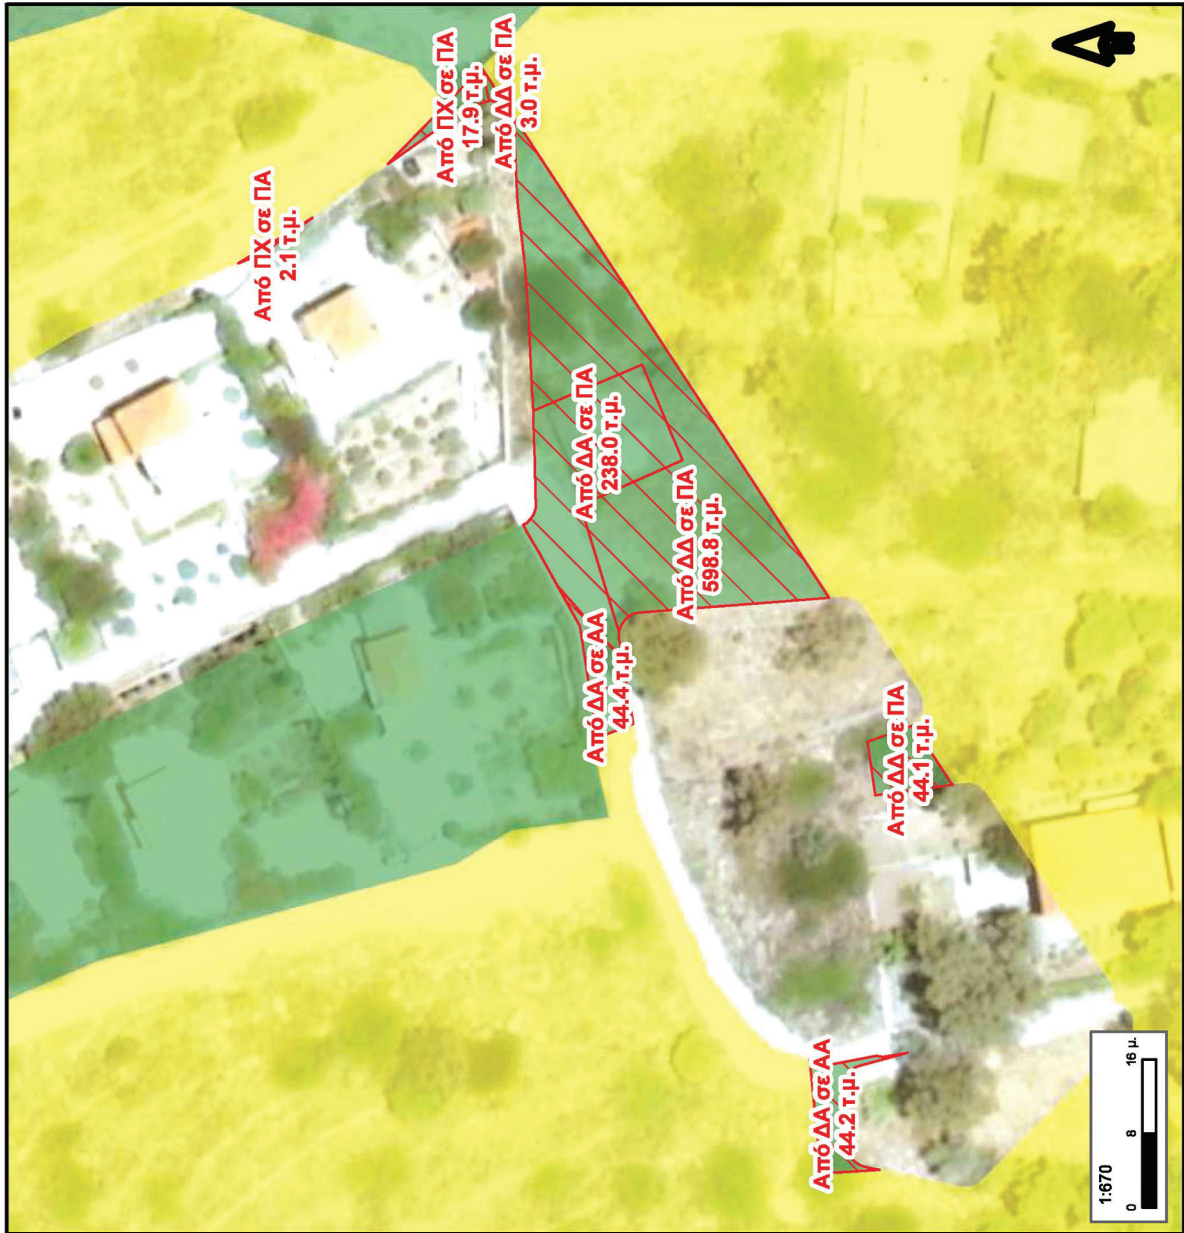 Από ΠΧ σε ΠΑ
2.1 τ.μ.
Από ΠΧ σε ΠΑ
17.9 τ.μ.
Από ΔΔ σε ΠΑ
3.0 τ.μ.
Από ΔΑ σε ΠΑ
238.0 τ.μ.
Από ΔΔ σε ΠΑ
598.8 τ.μ.
Από ΔΑ σε ΑΑ
44.4 τ.μ.
Από ΔΔ σε ΠΑ
44.1 τ.μ.
Από ΔΑ σε ΑΑ
44.2 τ.μ.
1:670
0 8 16 μ.